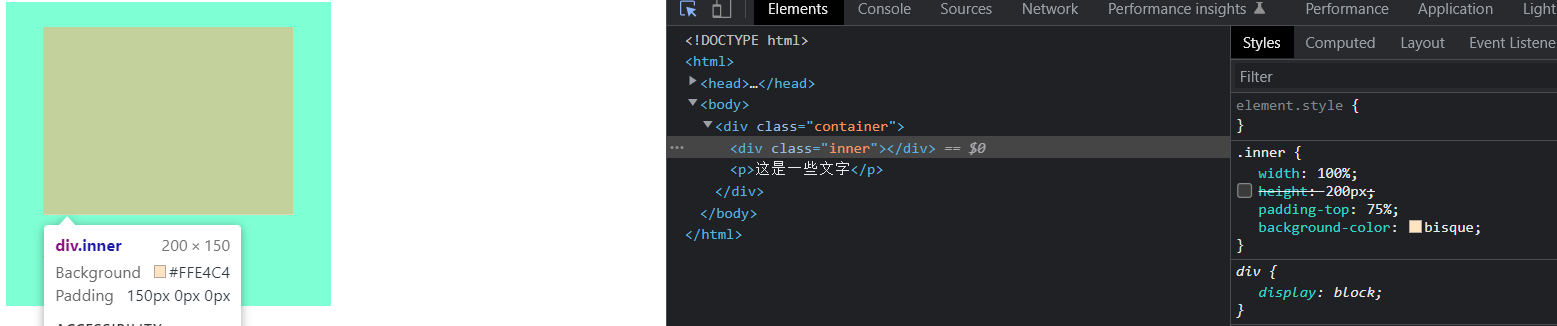 Elements Console Sources Network Performance insights Performance Application Light
<!DOCTYPE html>
<html>
<head>…</head>
<body>
<div class="container">
<div class="inner"></div> == $0
<p>这是一些文字</p>
</div>
</body>
</html>
Styles Computed Layout Event Listene
Filter
element.style {
}
.inner {
width: 100%;
height: 200px;
padding-top: 75%;
background-color: bisque;
}
div {
display: block;
}
div.inner 200 × 150
Background #FFE4C4
Padding 150px 0px 0px
ACCESSIBILITY